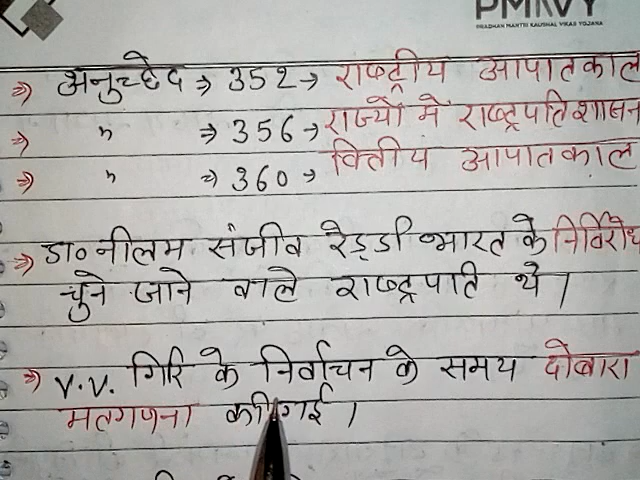 PMKVY
PRADHAN MANTRI KAUSHAL VIKAS YOJANA
⇒ अनुच्छेद → 352 → राष्ट्रीय आपातकाल
⇒ " → 356 → राज्यों में राष्ट्रपति शासन
⇒ " → 360 → वित्तीय आपातकाल
⇒ डा० नीलम संजीव रेड्डी भारत के निर्विरोध
चुने जाने वाले राष्ट्रपति थे।
⇒ V.V. गिरि के निर्वाचन के समय दोबारा
मतगणना की गई।